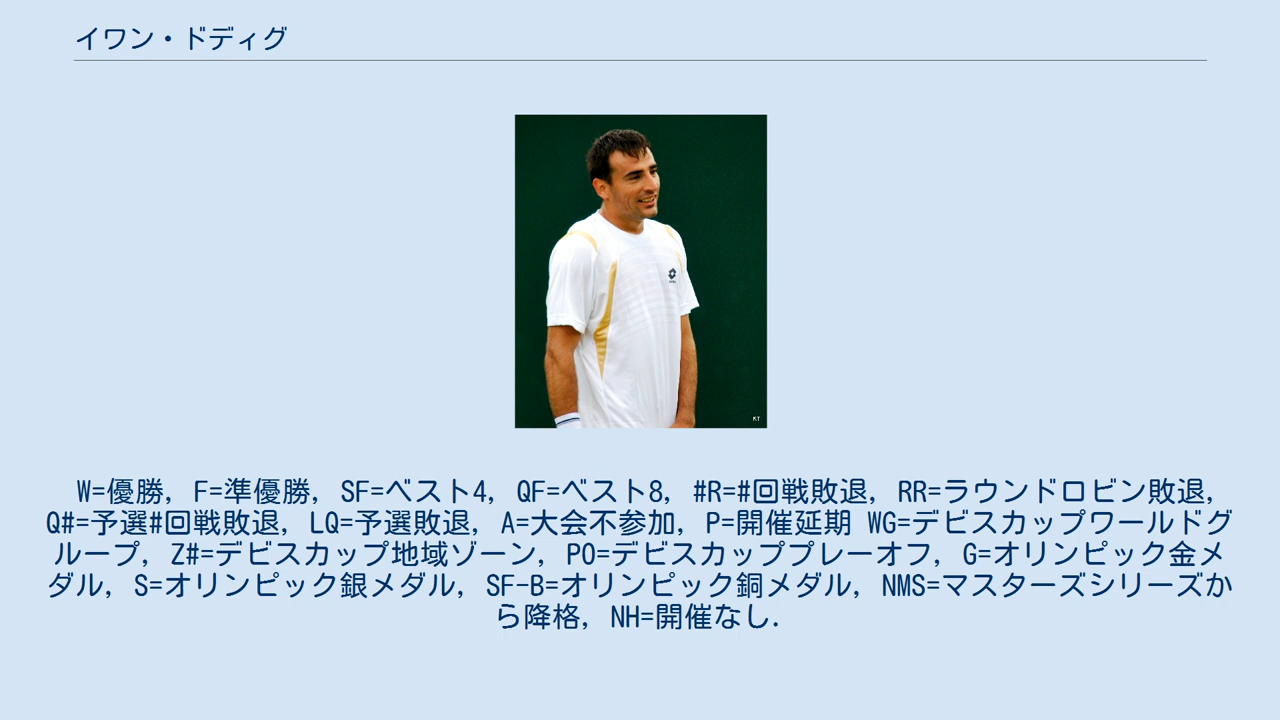 イワン・ドディグ
KT
W=優勝, F=準優勝, SF=ベスト4, QF=ベスト8, #R=#回戦敗退, RR=ラウンドロビン敗退,
Q#=予選#回戦敗退, LQ=予選敗退, A=大会不参加, P=開催延期 WG=デビスカップワールドグ
ループ, Z#=デビスカップ地域ゾーン, PO=デビスカッププレーオフ, G=オリンピック金メ
ダル, S=オリンピック銀メダル, SF-B=オリンピック銅メダル, NMS=マスターズシリーズか
ら降格, NH=開催なし.